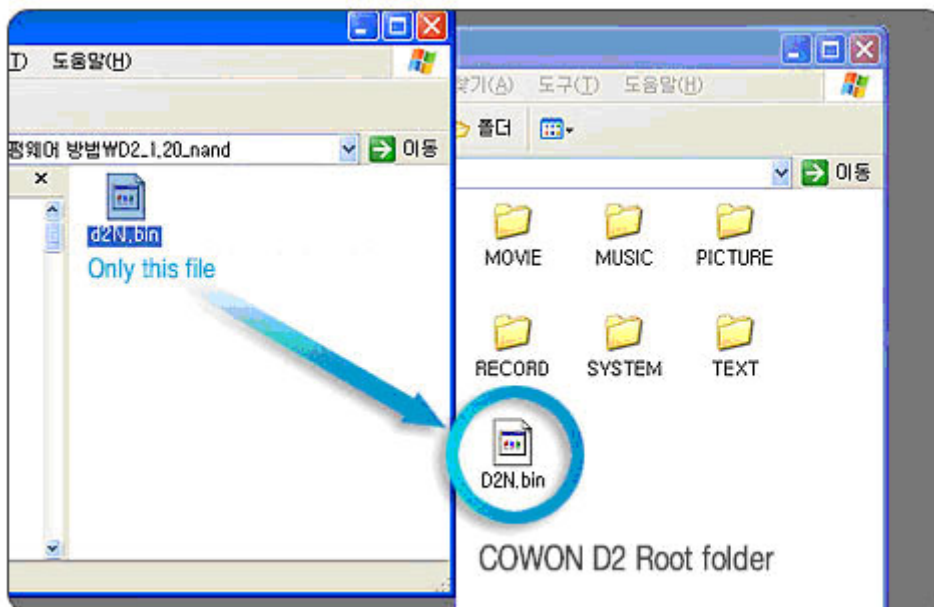 T) 도움말(H)
펌웨어 방법₩D2_1.20_nand 이동
d2N.bin
Only this file
기(A) 도구(T) 도움말(H)
폴더
이동
MOVIE MUSIC PICTURE
RECORD SYSTEM TEXT
D2N.bin
COWON D2 Root folder